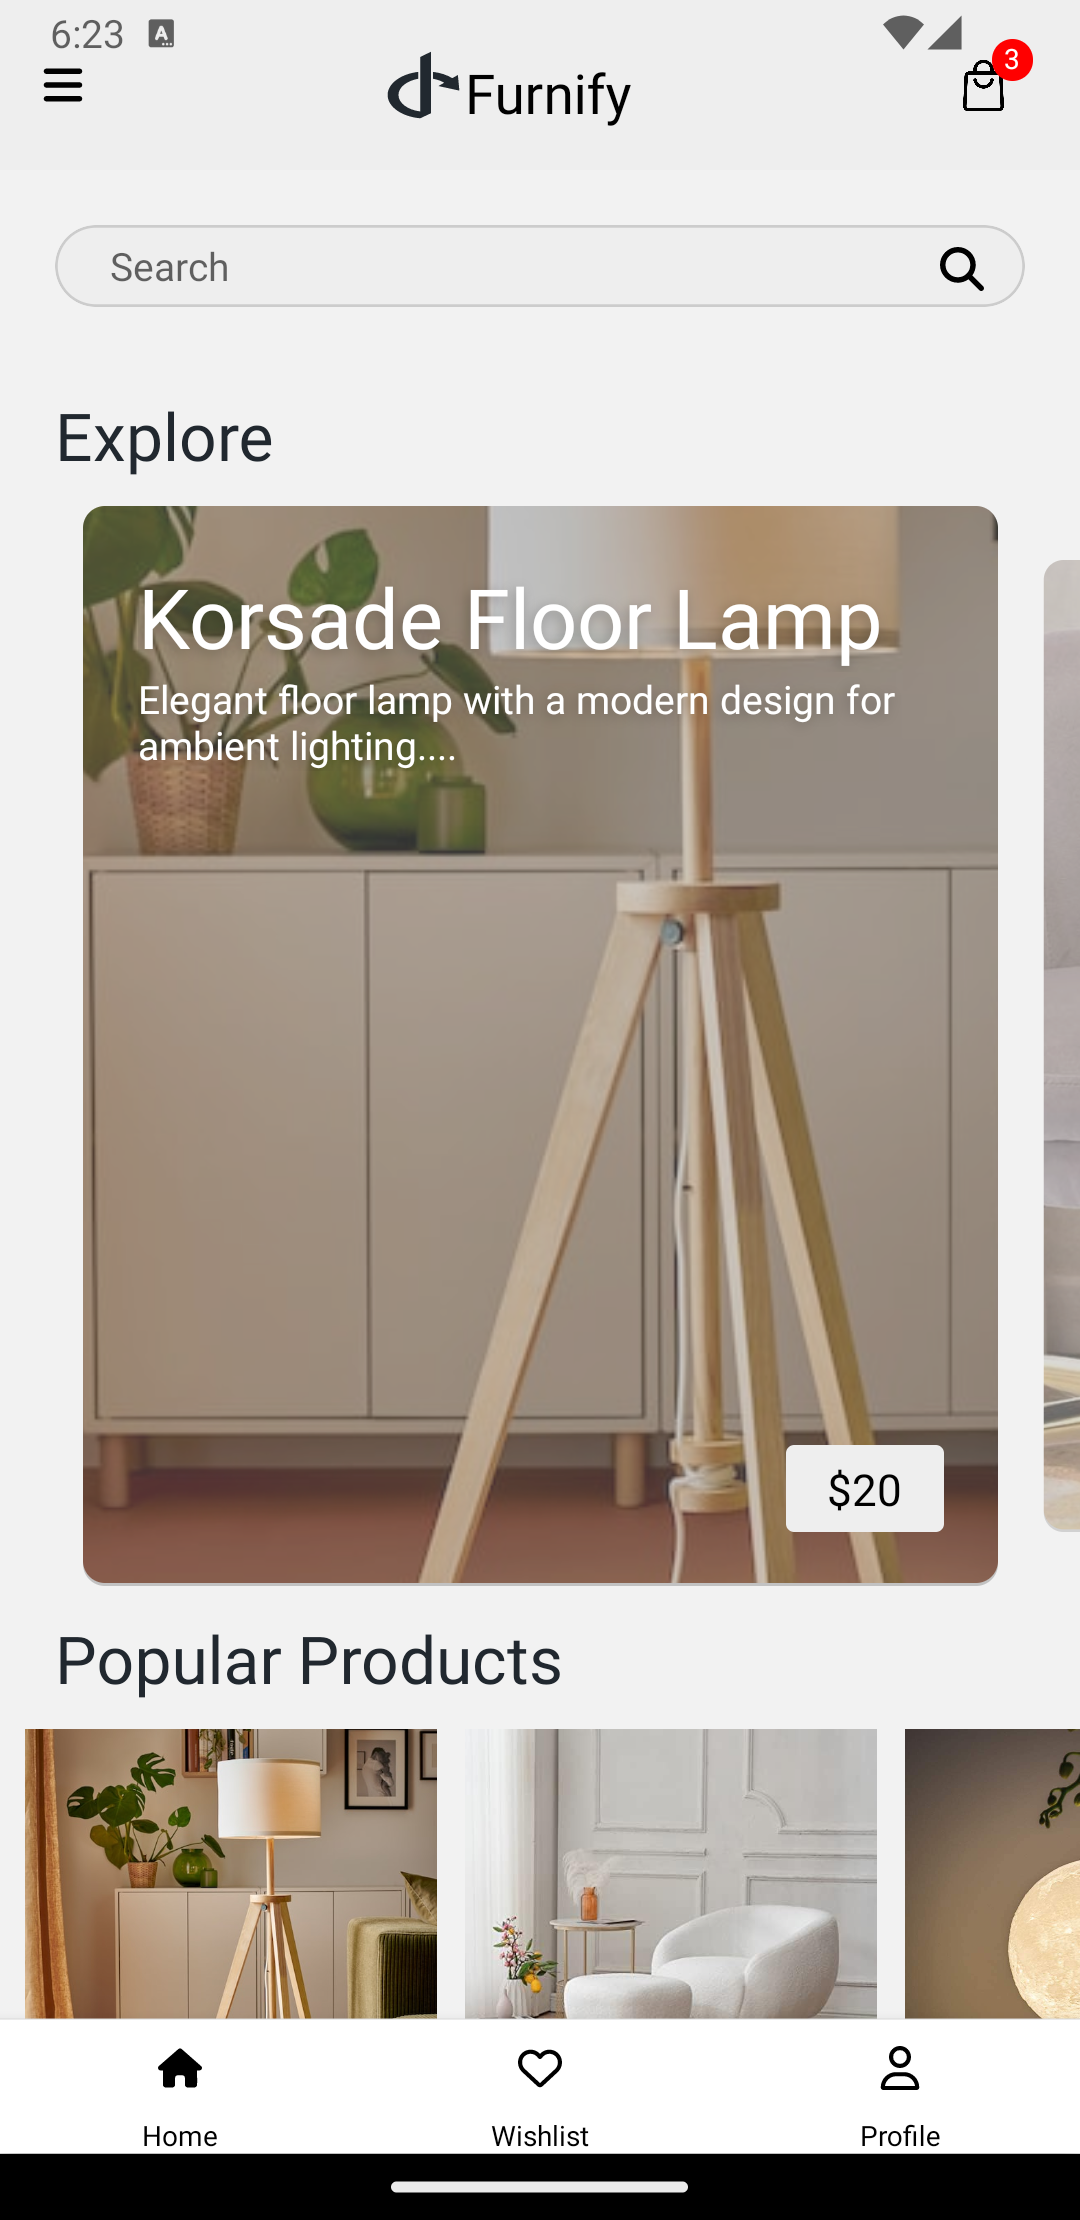 6:23
A
3
Furnify
Search
Explore
Korsade Floor Lamp
Elegant floor lamp with a modern design for
ambient lighting....
$20
Popular Products
Home
Wishlist
Profile